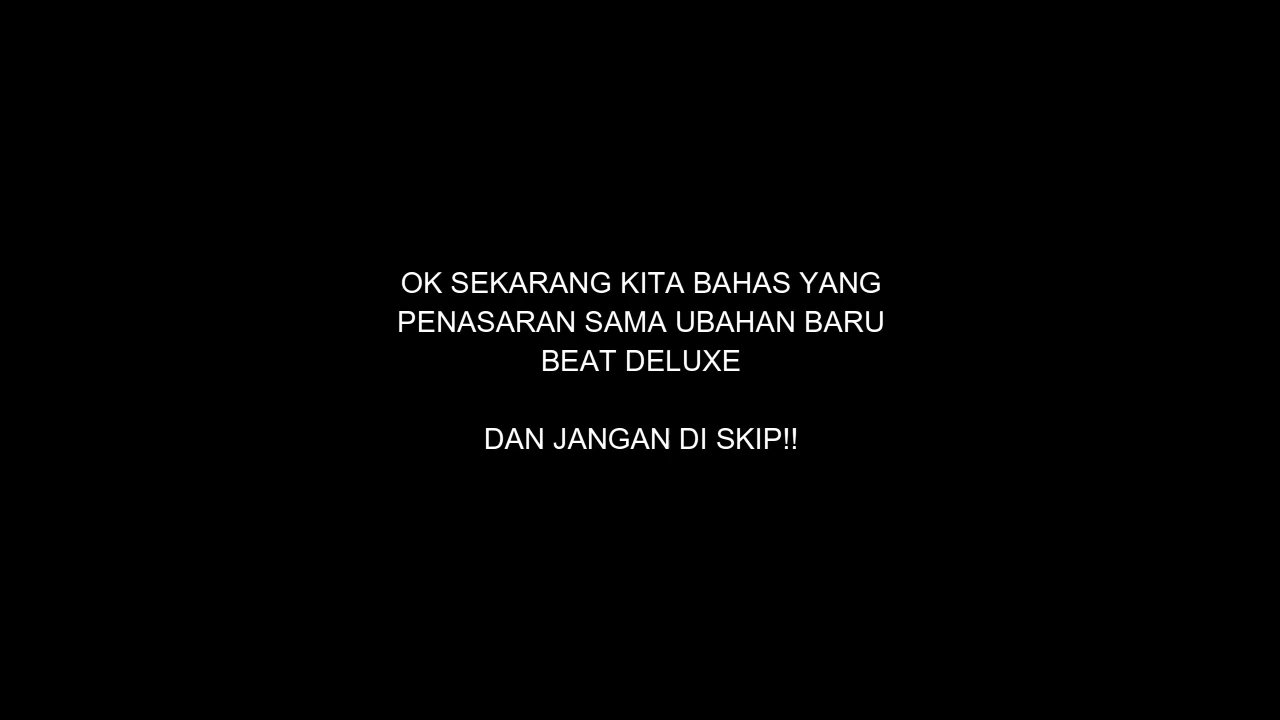 OK SEKARANG KITA BAHAS YANG
PENASARAN SAMA UBAHAN BARU
BEAT DELUXE
DAN JANGAN DI SKIP!!